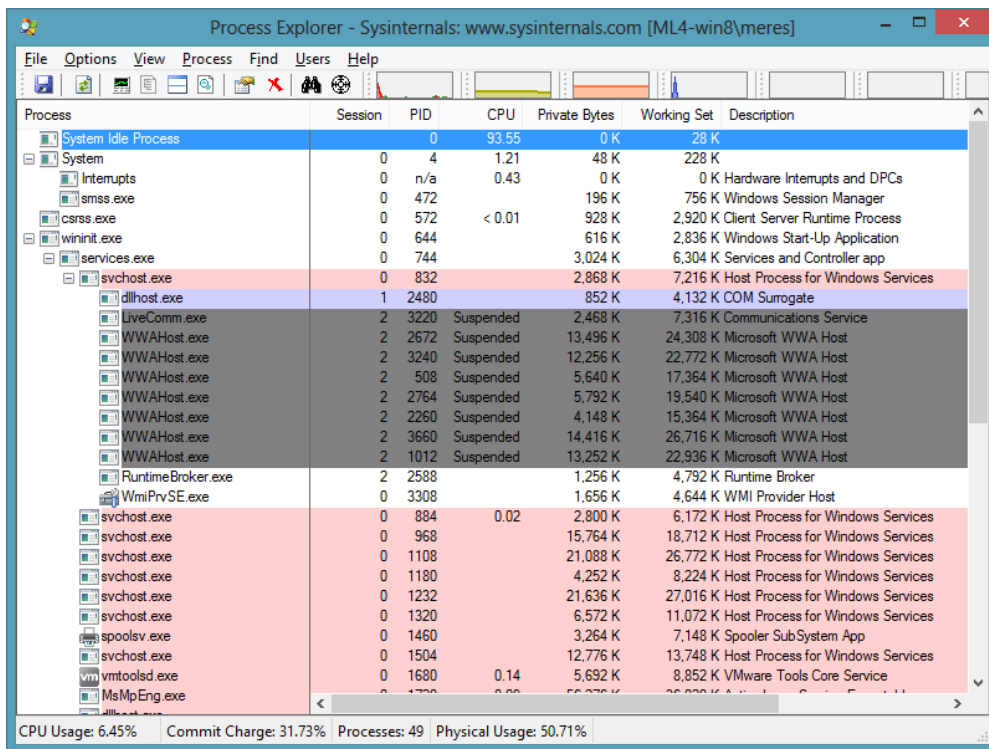 Process Explorer - Sysinternals: www.sysinternals.com [ML4-win8\meres]
File Options View Process Find Users Help
Process Session PID CPU Private Bytes Working Set Description
System Idle Process 0 93.55 0 K 28 K
System 0 4 1.21 48 K 228 K
Interrupts 0 n/a 0.43 0 K 0 K Hardware Interrupts and DPCs
smss.exe 0 472 196 K 756 K Windows Session Manager
csrss.exe 0 572 < 0.01 928 K 2,920 K Client Server Runtime Process
wininit.exe 0 644 616 K 2,836 K Windows Start-Up Application
services.exe 0 744 3,024 K 6,304 K Services and Controller app
svchost.exe 0 832 2,868 K 7,216 K Host Process for Windows Services
dllhost.exe 1 2480 852 K 4,132 K COM Surrogate
LiveComm.exe 2 3220 Suspended 2,468 K 7,316 K Communications Service
WWAHost.exe 2 2672 Suspended 13,496 K 24,308 K Microsoft WWA Host
WWAHost.exe 2 3240 Suspended 12,256 K 22,772 K Microsoft WWA Host
WWAHost.exe 2 508 Suspended 5,640 K 17,364 K Microsoft WWA Host
WWAHost.exe 2 2764 Suspended 5,792 K 19,540 K Microsoft WWA Host
WWAHost.exe 2 2260 Suspended 4,148 K 15,364 K Microsoft WWA Host
WWAHost.exe 2 3660 Suspended 14,416 K 26,716 K Microsoft WWA Host
WWAHost.exe 2 1012 Suspended 13,252 K 22,936 K Microsoft WWA Host
RuntimeBroker.exe 2 2588 1,256 K 4,792 K Runtime Broker
WmiPrvSE.exe 0 3308 1,656 K 4,644 K WMI Provider Host
svchost.exe 0 884 0.02 2,800 K 6,172 K Host Process for Windows Services
svchost.exe 0 968 15,764 K 18,712 K Host Process for Windows Services
svchost.exe 0 1108 21,088 K 26,772 K Host Process for Windows Services
svchost.exe 0 1180 4,252 K 8,224 K Host Process for Windows Services
svchost.exe 0 1232 21,636 K 27,016 K Host Process for Windows Services
svchost.exe 0 1320 6,572 K 11,072 K Host Process for Windows Services
spoolsv.exe 0 1460 3,264 K 7,148 K Spooler SubSystem App
svchost.exe 0 1504 12,776 K 13,748 K Host Process for Windows Services
vm vmtoolsd.exe 0 1680 0.14 5,692 K 8,852 K VMware Tools Core Service
MsMpEng.exe
CPU Usage: 6.45% Commit Charge: 31.73% Processes: 49 Physical Usage: 50.71%